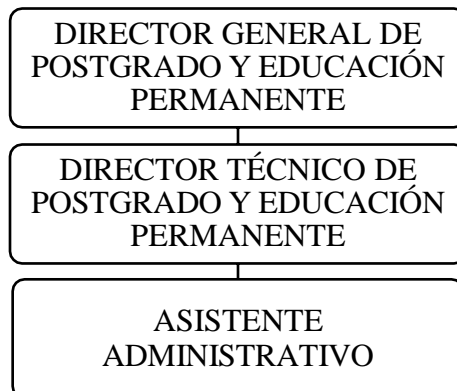 DIRECTOR GENERAL DE
POSTGRADO Y EDUCACIÓN
PERMANENTE
DIRECTOR TÉCNICO DE
POSTGRADO Y EDUCACIÓN
PERMANENTE
ASISTENTE
ADMINISTRATIVO